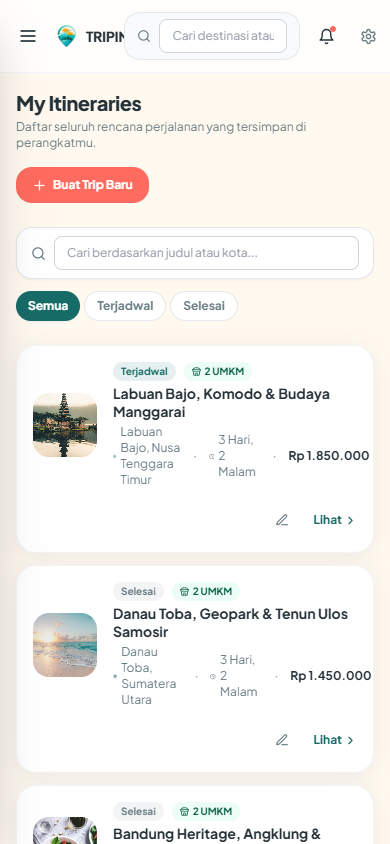 TRIPIN
Cari destinasi atau
My Itineraries
Daftar seluruh rencana perjalanan yang tersimpan di
perangkatmu.
Buat Trip Baru
Cari berdasarkan judul atau kota...
Semua
Terjadwal
Selesai
Terjadwal
2 UMKM
Labuan Bajo, Komodo & Budaya
Manggarai
Labuan
Bajo, Nusa
Tenggara
Timur
·
3 Hari,
2
Malam
·
Rp 1.850.000
Lihat
Selesai
2 UMKM
Danau Toba, Geopark & Tenun Ulos
Samosir
Danau
Toba,
Sumatera
Utara
·
3 Hari,
2
Malam
·
Rp 1.450.000
Lihat
Selesai
2 UMKM
Bandung Heritage, Angklung &